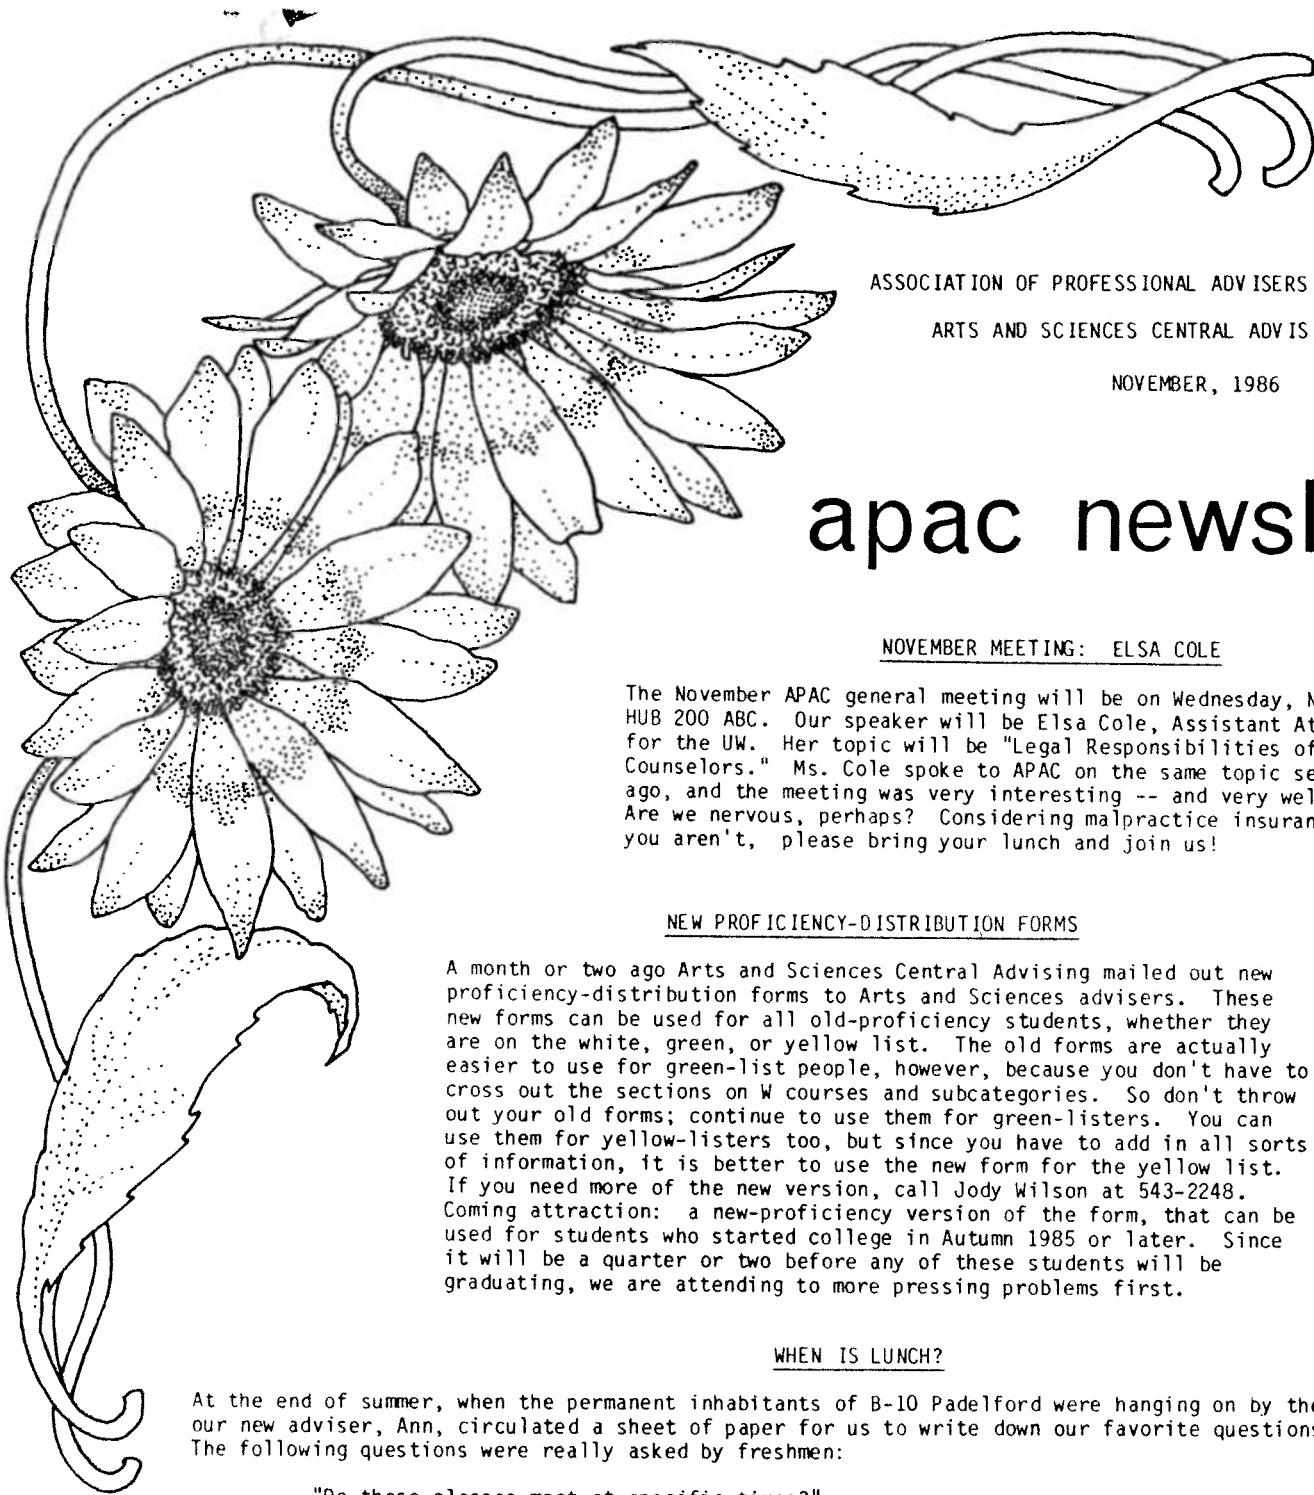 ASSOCIATION OF PROFESSIONAL ADVISERS
ARTS AND SCIENCES CENTRAL ADVIS
NOVEMBER, 1986
apac newsl
NOVEMBER MEETING: ELSA COLE
The November APAC general meeting will be on Wednesday, N
HUB 200 ABC. Our speaker will be Elsa Cole, Assistant At
for the UW. Her topic will be "Legal Responsibilities of
Counselors." Ms. Cole spoke to APAC on the same topic se
ago, and the meeting was very interesting -- and very wel
Are we nervous, perhaps? Considering malpractice insuran
you aren't, please bring your lunch and join us!
NEW PROFICIENCY-DISTRIBUTION FORMS
A month or two ago Arts and Sciences Central Advising mailed out new
proficiency-distribution forms to Arts and Sciences advisers. These
new forms can be used for all old-proficiency students, whether they
are on the white, green, or yellow list. The old forms are actually
easier to use for green-list people, however, because you don't have to
cross out the sections on W courses and subcategories. So don't throw
out your old forms; continue to use them for green-listers. You can
use them for yellow-listers too, but since you have to add in all sorts
of information, it is better to use the new form for the yellow list.
If you need more of the new version, call Jody Wilson at 543-2248.
Coming attraction: a new-proficiency version of the form, that can be
used for students who started college in Autumn 1985 or later. Since
it will be a quarter or two before any of these students will be
graduating, we are attending to more pressing problems first.
WHEN IS LUNCH?
At the end of summer, when the permanent inhabitants of B-10 Padelford were hanging on by the
our new adviser, Ann, circulated a sheet of paper for us to write down our favorite questions
The following questions were really asked by freshmen:
"Do these classes meet at specific times?"